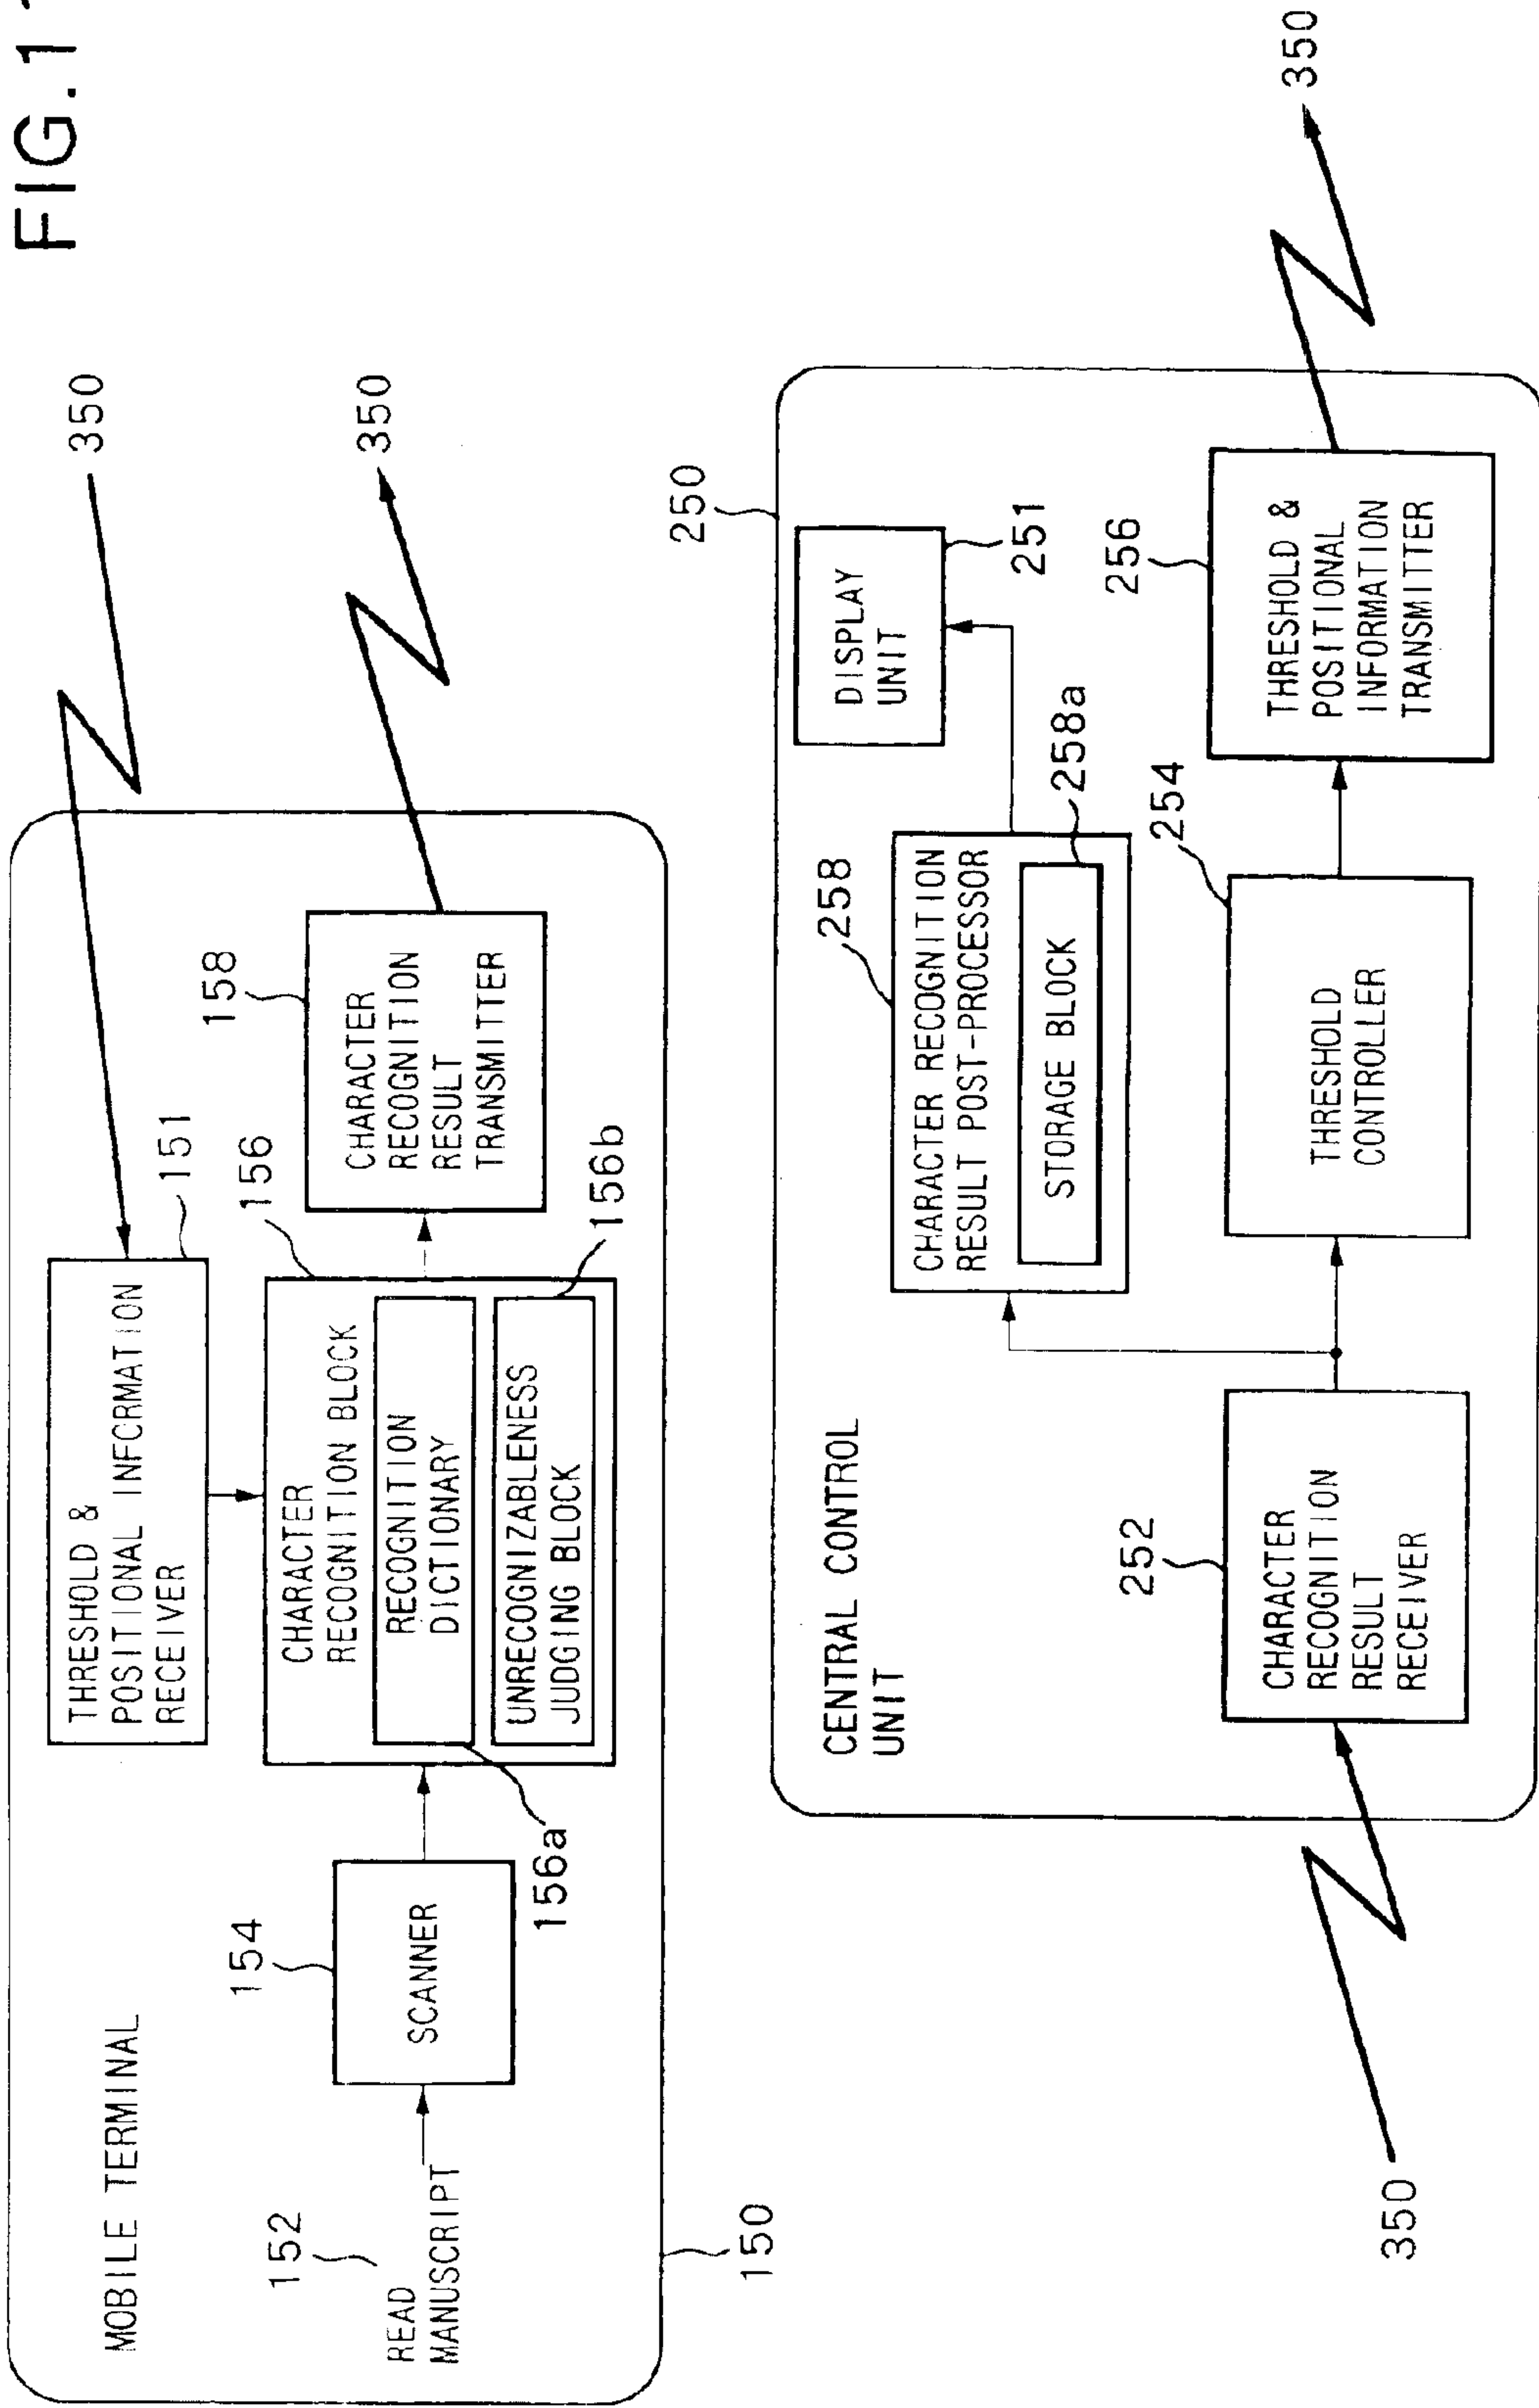 FIG.1
MOBILE TERMINAL
350
THRESHOLD &
POSITIONAL INFORMATION
RECEIVER
151
152
READ
MANUSCRIPT
154
SCANNER
156
CHARACTER
RECOGNITION BLOCK
RECOGNITION
DICTIONARY
156a
UNRECOGNIZABLENESS
JUDGING BLOCK
156b
158
CHARACTER
RECOGNITION
RESULT
TRANSMITTER
350
150
250
CENTRAL CONTROL
UNIT
DISPLAY
UNIT
251
258
CHARACTER RECOGNITION
RESULT POST-PROCESSOR
STORAGE BLOCK
258a
252
CHARACTER
RECOGNITION
RESULT
RECEIVER
254
THRESHOLD
CONTROLLER
256
THRESHOLD &
POSITIONAL
INFORMATION
TRANSMITTER
350
350